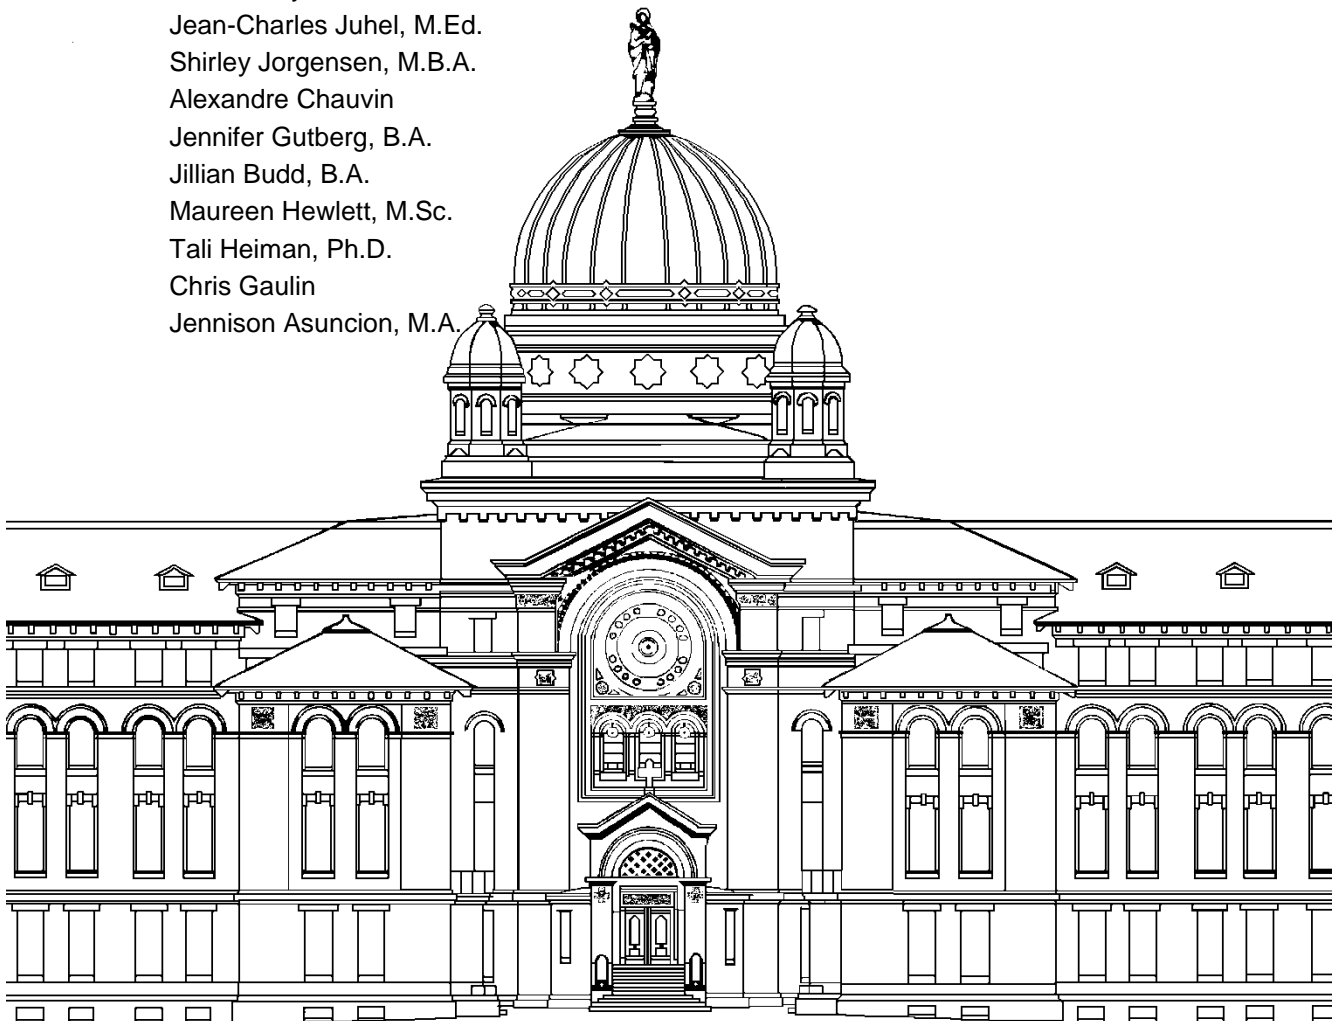 Jean-Charles Juhel, M.Ed.
Shirley Jorgensen, M.B.A.
Alexandre Chauvin
Jennifer Gutberg, B.A.
Jillian Budd, B.A.
Maureen Hewlett, M.Sc.
Tali Heiman, Ph.D.
Chris Gaulin
Jennison Asuncion, M.A.